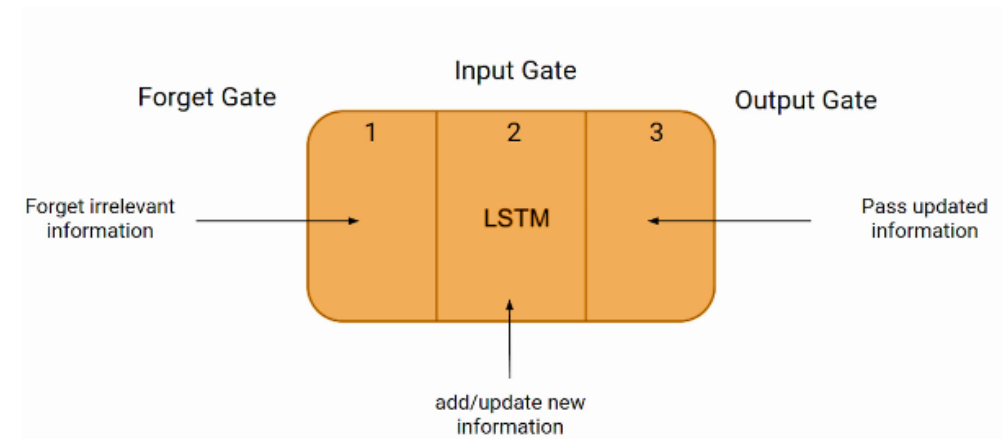 Input Gate
Forget Gate
Output Gate
1
2
3
Forget irrelevant
information
LSTM
Pass updated
information
add/update new
information